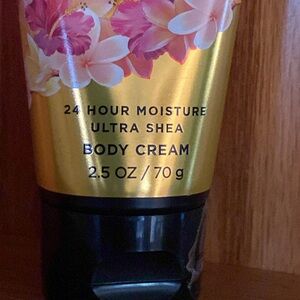 24 HOUR MOISTURE
ULTRA SHEA
BODY CREAM
2.5 OZ / 70 g